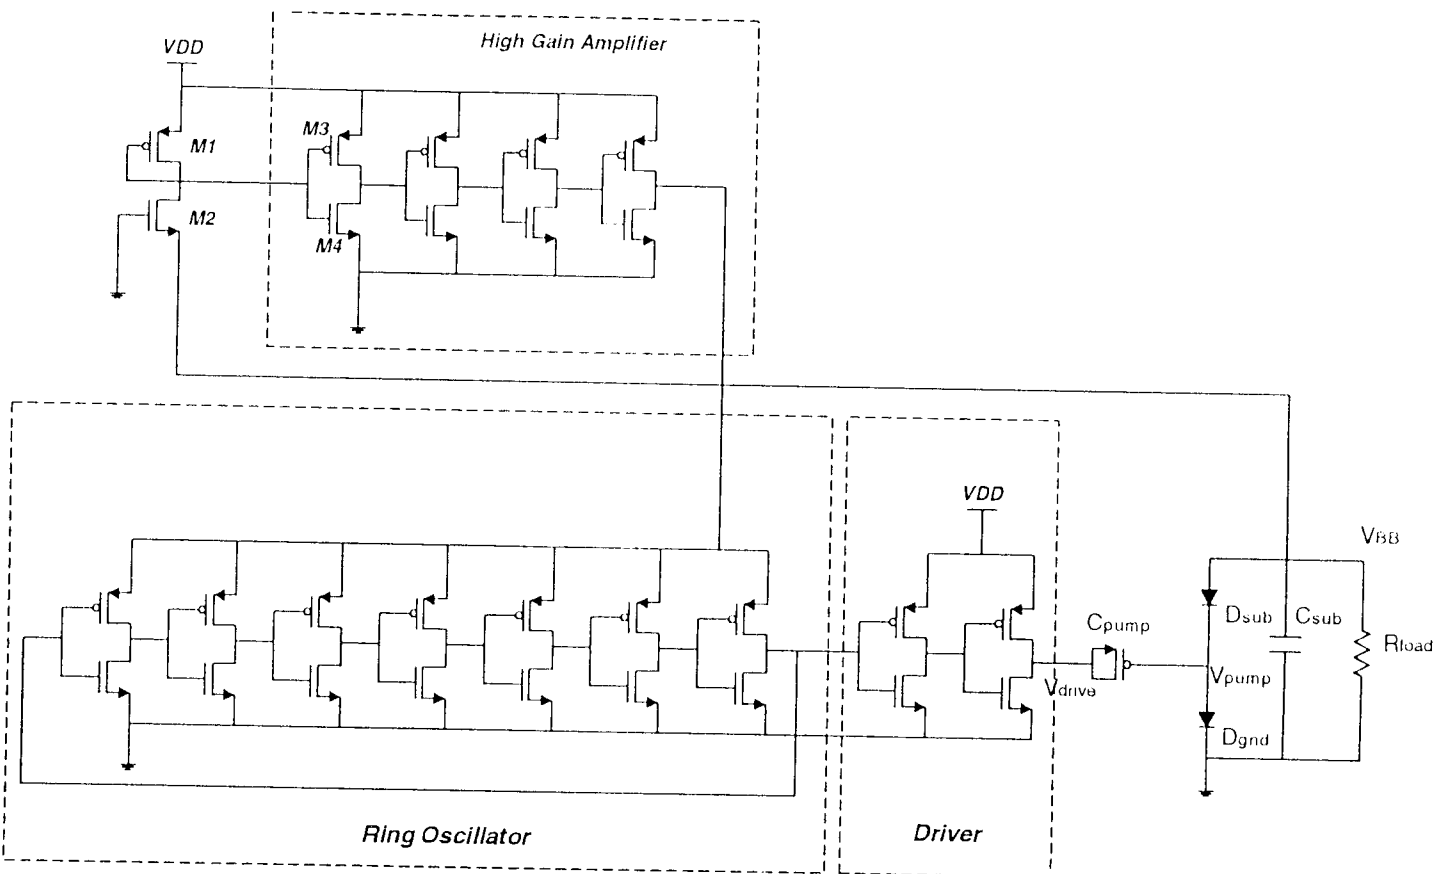 High Gain Amplifier
VDD
M3
M1
M2
M4
VDD
VBB
Cpump
Dsub
Csub
Rload
Vpump
Vdrive
Dgnd
Ring Oscillator
Driver